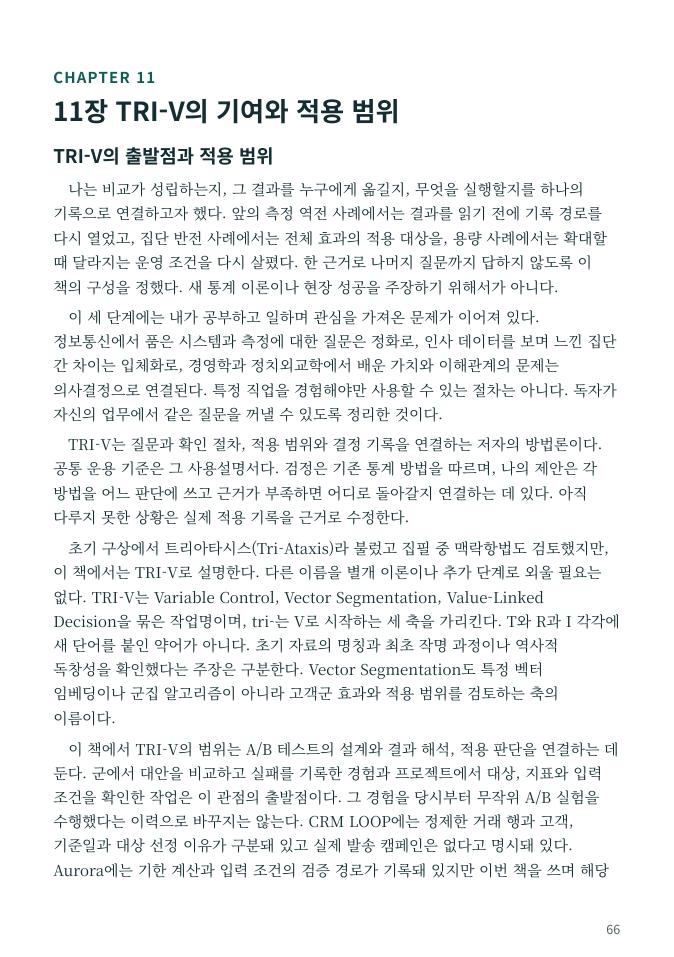 CHAPTER 11
11장 TRI-V의 기여와 적용 범위
TRI-V의 출발점과 적용 범위
나는 비교가 성립하는지, 그 결과를 누구에게 옮길지, 무엇을 실행할지를 하나의
기록으로 연결하고자 했다. 앞의 측정 역전 사례에서는 결과를 읽기 전에 기록 경로를
다시 열었고, 집단 반전 사례에서는 전체 효과의 적용 대상을, 용량 사례에서는 확대할
때 달라지는 운영 조건을 다시 살폈다. 한 근거로 나머지 질문까지 답하지 않도록 이
책의 구성을 정했다. 새 통계 이론이나 현장 성공을 주장하기 위해서가 아니다.
이 세 단계에는 내가 공부하고 일하며 관심을 가져온 문제가 이어져 있다.
정보통신에서 품은 시스템과 측정에 대한 질문은 정화로, 인사 데이터를 보며 느낀 집단
간 차이는 입체화로, 경영학과 정치외교학에서 배운 가치와 이해관계의 문제는
의사결정으로 연결된다. 특정 직업을 경험해야만 사용할 수 있는 절차는 아니다. 독자가
자신의 업무에서 같은 질문을 꺼낼 수 있도록 정리한 것이다.
TRI-V는 질문과 확인 절차, 적용 범위와 결정 기록을 연결하는 저자의 방법론이다.
공통 운용 기준은 그 사용설명서다. 검정은 기존 통계 방법을 따르며, 나의 제안은 각
방법을 어느 판단에 쓰고 근거가 부족하면 어디로 돌아갈지 연결하는 데 있다. 아직
다루지 못한 상황은 실제 적용 기록을 근거로 수정한다.
초기 구상에서 트리아타시스(Tri-Ataxis)라 불렀고 집필 중 맥락항법도 검토했지만,
이 책에서는 TRI-V로 설명한다. 다른 이름을 별개 이론이나 추가 단계로 외울 필요는
없다. TRI-V는 Variable Control, Vector Segmentation, Value-Linked
Decision을 묶은 작업명이며, tri-는 V로 시작하는 세 축을 가리킨다. T와 R과 I 각각에
새 단어를 붙인 약어가 아니다. 초기 자료의 명칭과 최초 작명 과정이나 역사적
독창성을 확인했다는 주장은 구분한다. Vector Segmentation도 특정 벡터
임베딩이나 군집 알고리즘이 아니라 고객군 효과와 적용 범위를 검토하는 축의
이름이다.
이 책에서 TRI-V의 범위는 A/B 테스트의 설계와 결과 해석, 적용 판단을 연결하는 데
둔다. 군에서 대안을 비교하고 실패를 기록한 경험과 프로젝트에서 대상, 지표와 입력
조건을 확인한 작업은 이 관점의 출발점이다. 그 경험을 당시부터 무작위 A/B 실험을
수행했다는 이력으로 바꾸지는 않는다. CRM LOOP에는 정제한 거래 행과 고객,
기준일과 대상 선정 이유가 구분돼 있고 실제 발송 캠페인은 없다고 명시돼 있다.
Aurora에는 기한 계산과 입력 조건의 검증 경로가 기록돼 있지만 이번 책을 쓰며 해당
66